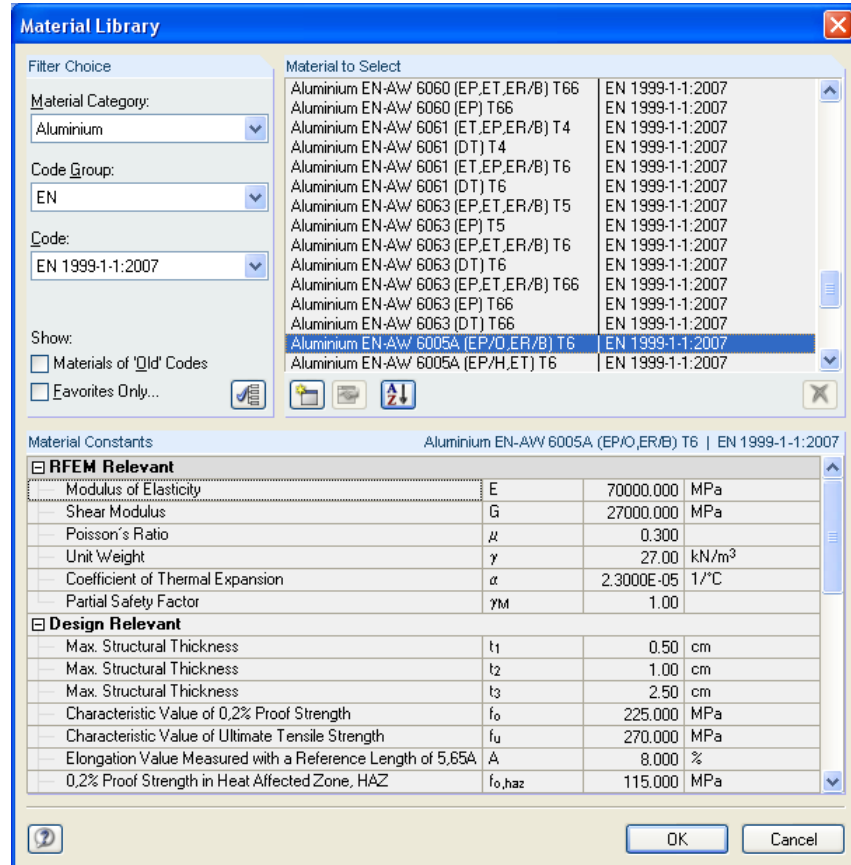 Material Library
Filter Choice
Material Category:
Aluminium
Code Group:
EN
Code:
EN 1999-1-1:2007
Show:
Materials of 'Old' Codes
Favorites Only...
Material to Select
Aluminium EN-AW 6060 (EP,ET,ER/B) T66 | EN 1999-1-1:2007
Aluminium EN-AW 6060 (EP) T66 | EN 1999-1-1:2007
Aluminium EN-AW 6061 (ET,EP,ER/B) T4 | EN 1999-1-1:2007
Aluminium EN-AW 6061 (DT) T4 | EN 1999-1-1:2007
Aluminium EN-AW 6061 (ET,EP,ER/B) T6 | EN 1999-1-1:2007
Aluminium EN-AW 6061 (DT) T6 | EN 1999-1-1:2007
Aluminium EN-AW 6063 (EP,ET,ER/B) T5 | EN 1999-1-1:2007
Aluminium EN-AW 6063 (EP) T5 | EN 1999-1-1:2007
Aluminium EN-AW 6063 (EP,ET,ER/B) T6 | EN 1999-1-1:2007
Aluminium EN-AW 6063 (DT) T6 | EN 1999-1-1:2007
Aluminium EN-AW 6063 (EP,ET,ER/B) T66 | EN 1999-1-1:2007
Aluminium EN-AW 6063 (EP) T66 | EN 1999-1-1:2007
Aluminium EN-AW 6063 (DT) T66 | EN 1999-1-1:2007
Aluminium EN-AW 6005A (EP/O,ER/B) T6 | EN 1999-1-1:2007
Aluminium EN-AW 6005A (EP/H,ET) T6 | EN 1999-1-1:2007
A Z
Material Constants Aluminium EN-AW 6005A (EP/O,ER/B) T6 | EN 1999-1-1:2007
RFEM Relevant
Modulus of Elasticity E 70000.000 MPa
Shear Modulus G 27000.000 MPa
Poisson´s Ratio μ 0.300
Unit Weight γ 27.00 kN/m³
Coefficient of Thermal Expansion α 2.3000E-05 1/°C
Partial Safety Factor γM 1.00
Design Relevant
Max. Structural Thickness t1 0.50 cm
Max. Structural Thickness t2 1.00 cm
Max. Structural Thickness t3 2.50 cm
Characteristic Value of 0,2% Proof Strength fo 225.000 MPa
Characteristic Value of Ultimate Tensile Strength fu 270.000 MPa
Elongation Value Measured with a Reference Length of 5,65A A 8.000 %
0,2% Proof Strength in Heat Affected Zone, HAZ fo,haz 115.000 MPa
OK Cancel